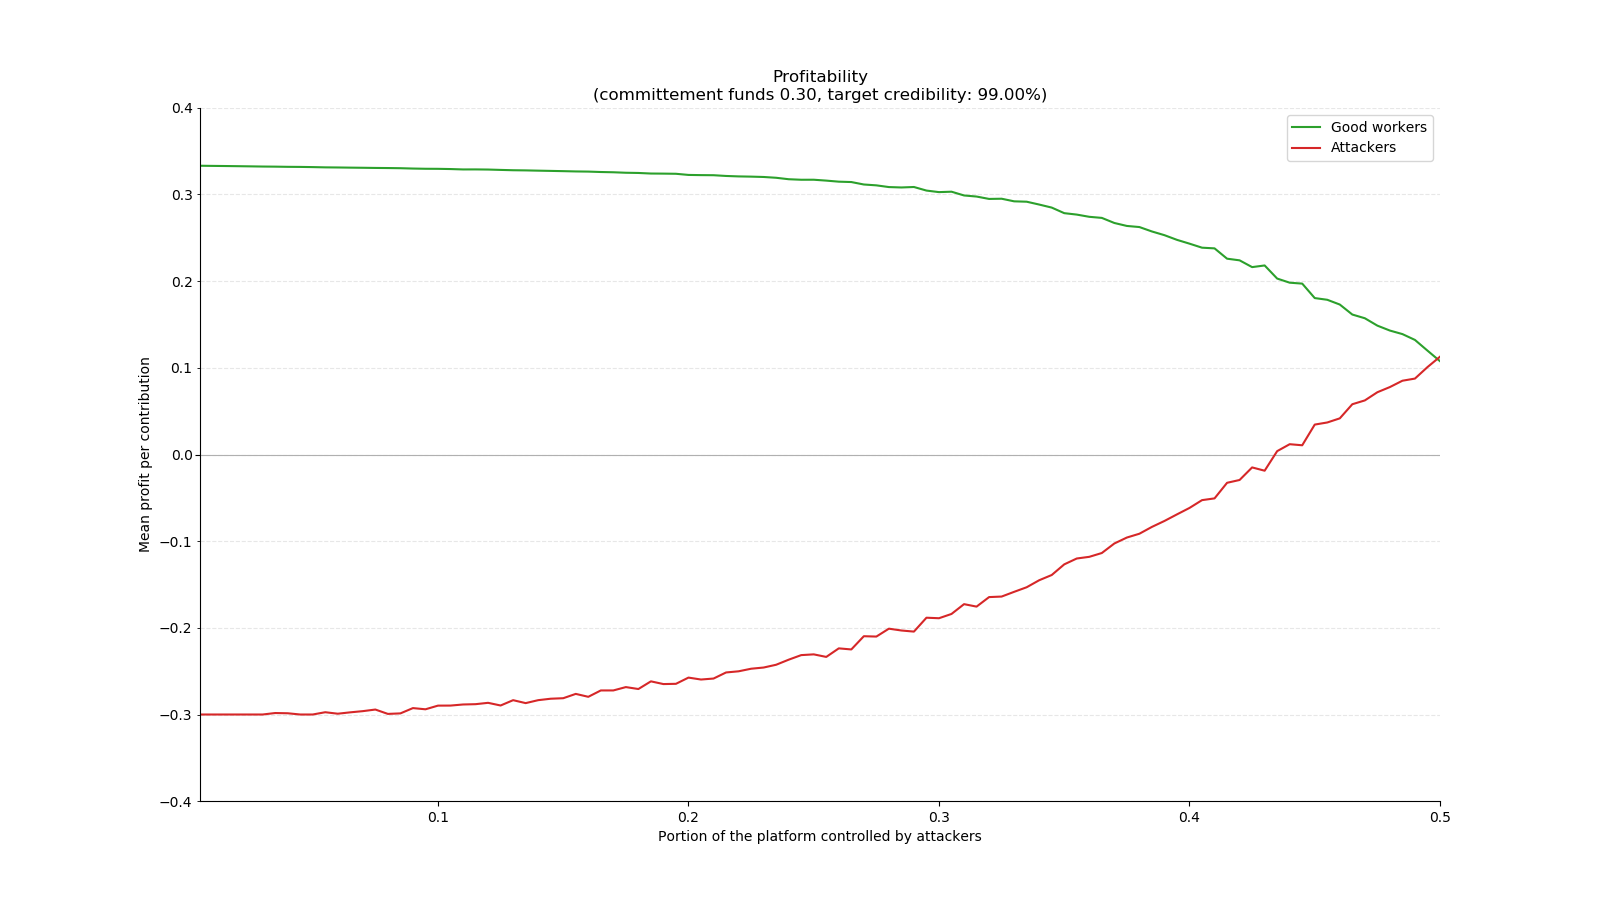 Profitability
(committement funds 0.30, target credibility: 99.00%)
Good workers
Attackers
Mean profit per contribution
0.4
0.3
0.2
0.1
0.0
−0.1
−0.2
−0.3
−0.4
0.1 0.2 0.3 0.4 0.5
Portion of the platform controlled by attackers